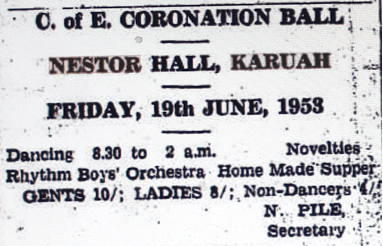 C. of E. CORONATION BALL
NESTOR HALL, KARUAH
FRIDAY, 19th JUNE, 1953
Dancing 8.30 to 2 a.m. Novelties
Rhythm Boys' Orchestra Home Made Supper
GENTS 10/; LADIES 8/; Non-Dancers 4/
N. PILE,
Secretary